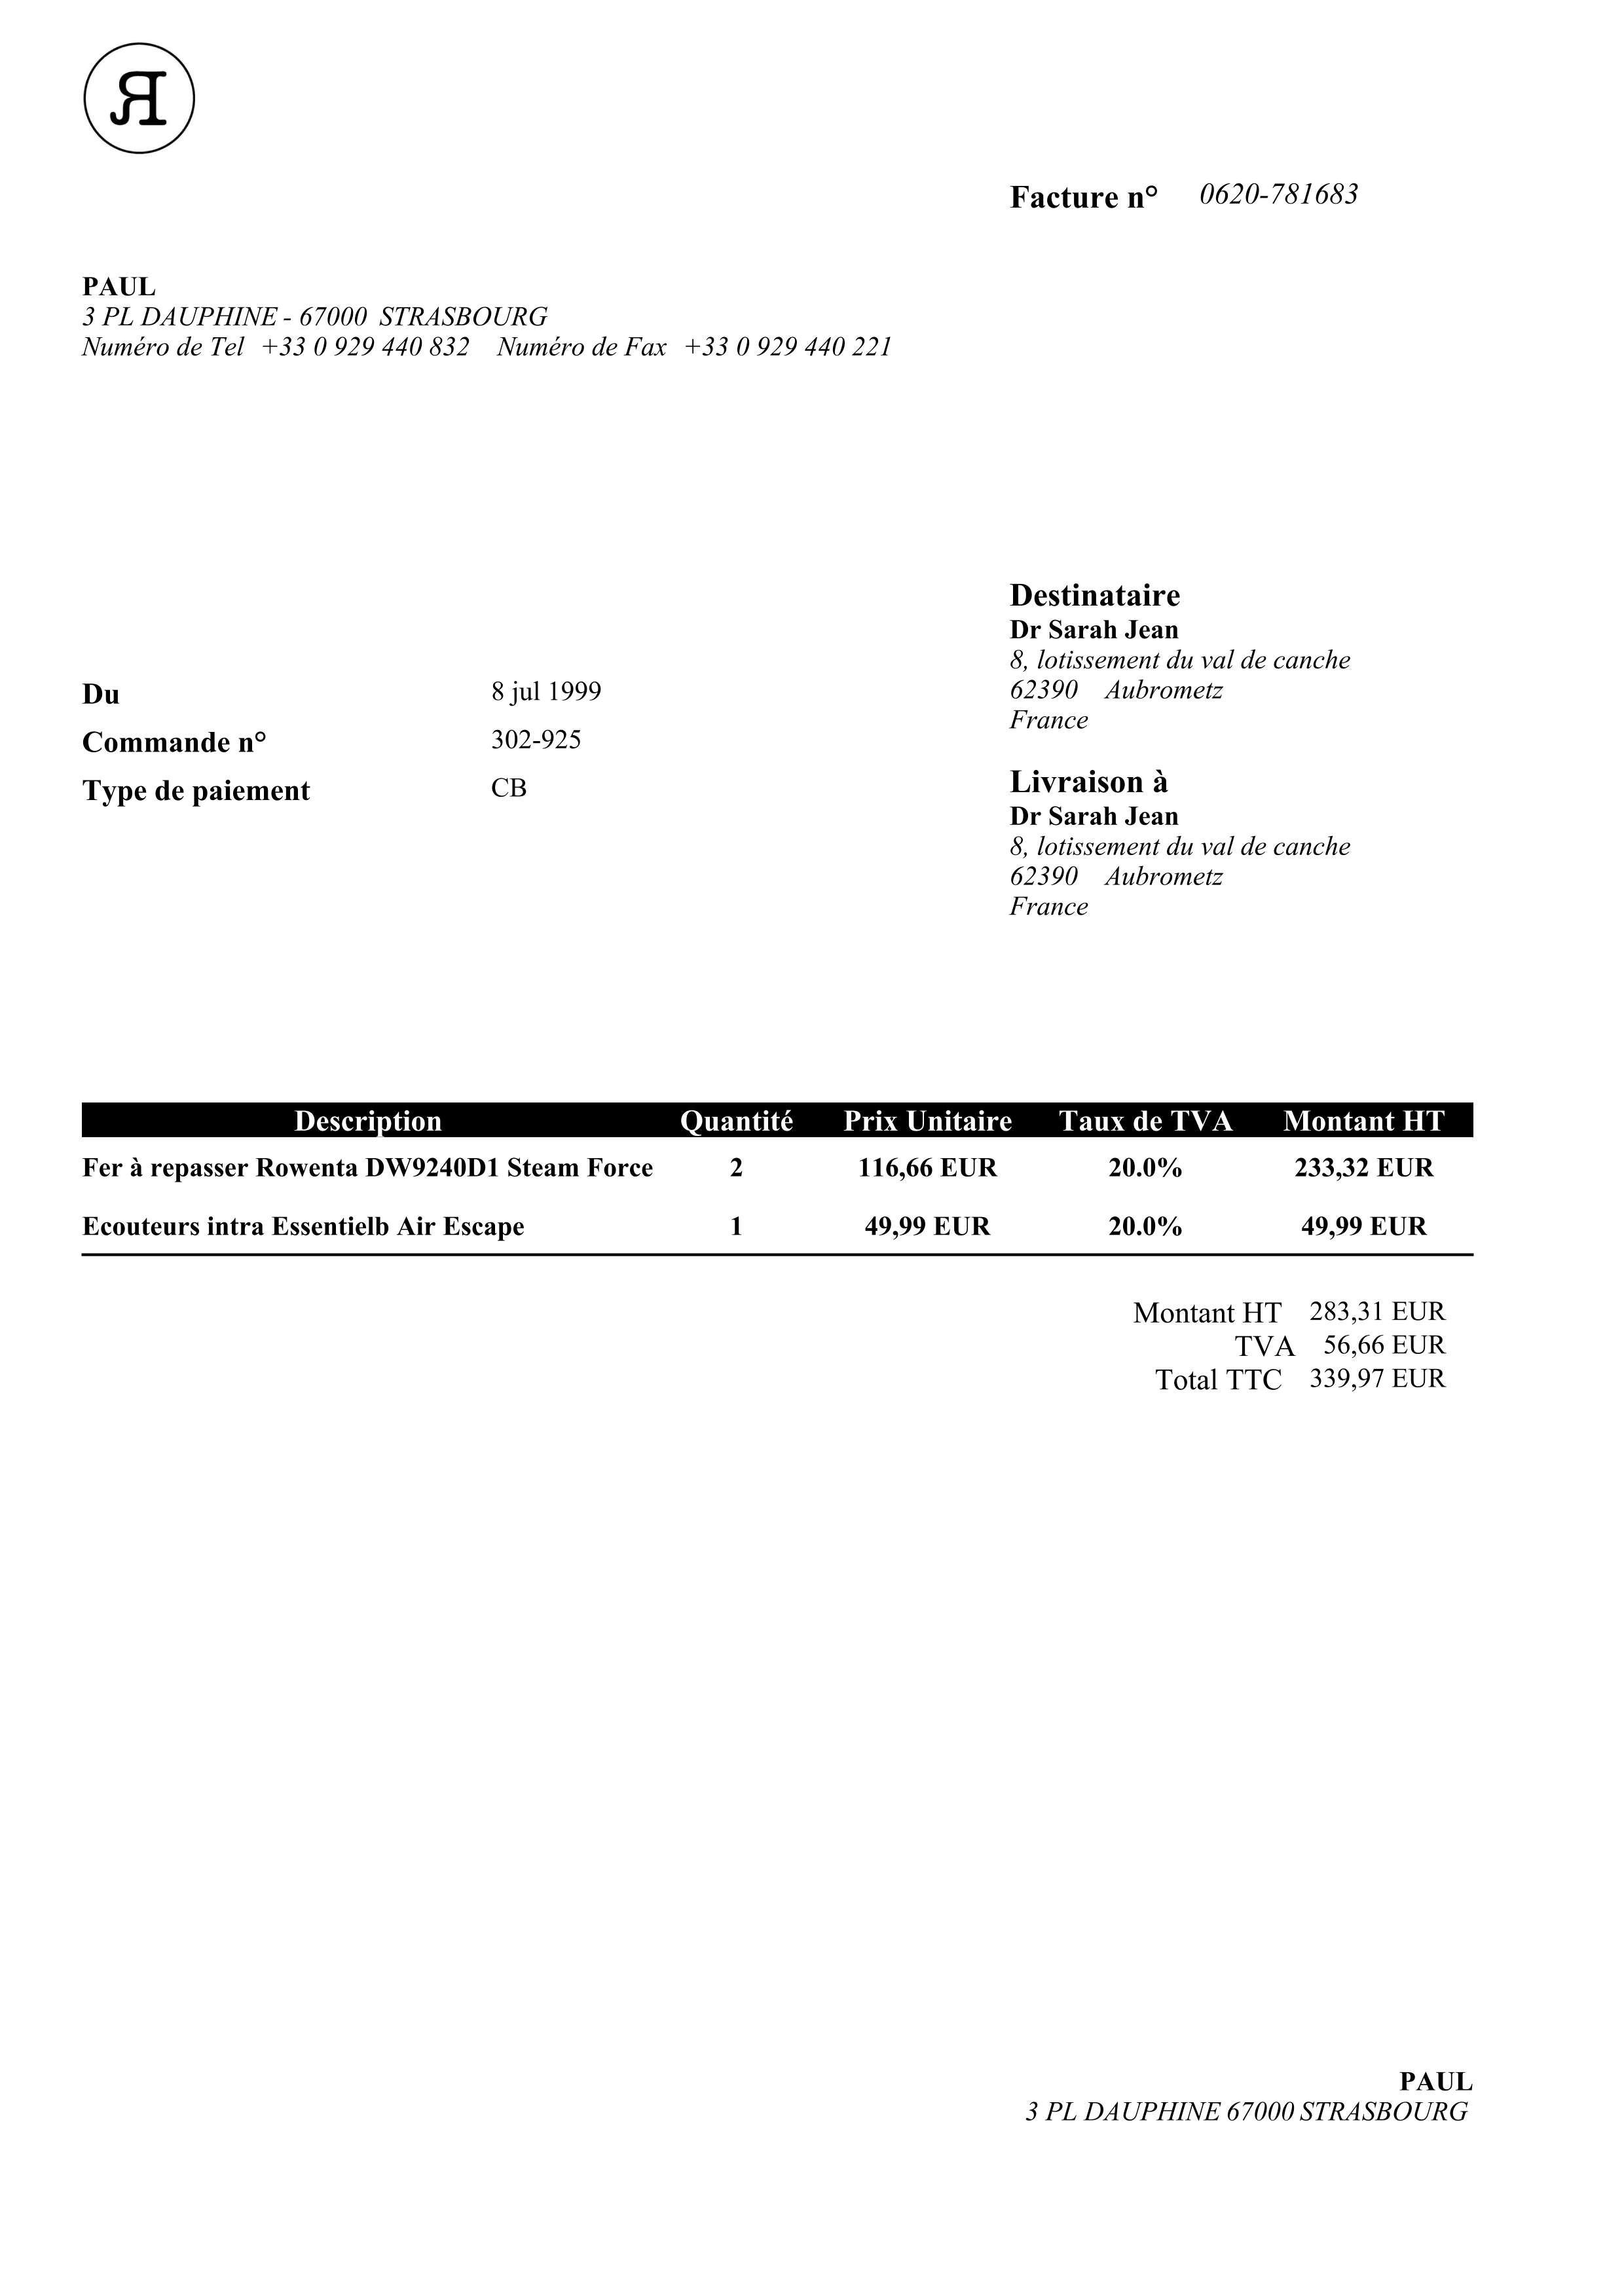 Я
Facture n° 0620-781683
PAUL
3 PL DAUPHINE - 67000 STRASBOURG
Numéro de Tel +33 0 929 440 832 Numéro de Fax +33 0 929 440 221
Destinataire
Dr Sarah Jean
8, lotissement du val de canche
62390 Aubrometz
France
Du 8 jul 1999
Commande n° 302-925
Type de paiement CB
Livraison à
Dr Sarah Jean
8, lotissement du val de canche
62390 Aubrometz
France
Description Quantité Prix Unitaire Taux de TVA Montant HT
Fer à repasser Rowenta DW9240D1 Steam Force 2 116,66 EUR 20.0% 233,32 EUR
Ecouteurs intra Essentielb Air Escape 1 49,99 EUR 20.0% 49,99 EUR
Montant HT 283,31 EUR
TVA 56,66 EUR
Total TTC 339,97 EUR
PAUL
3 PL DAUPHINE 67000 STRASBOURG